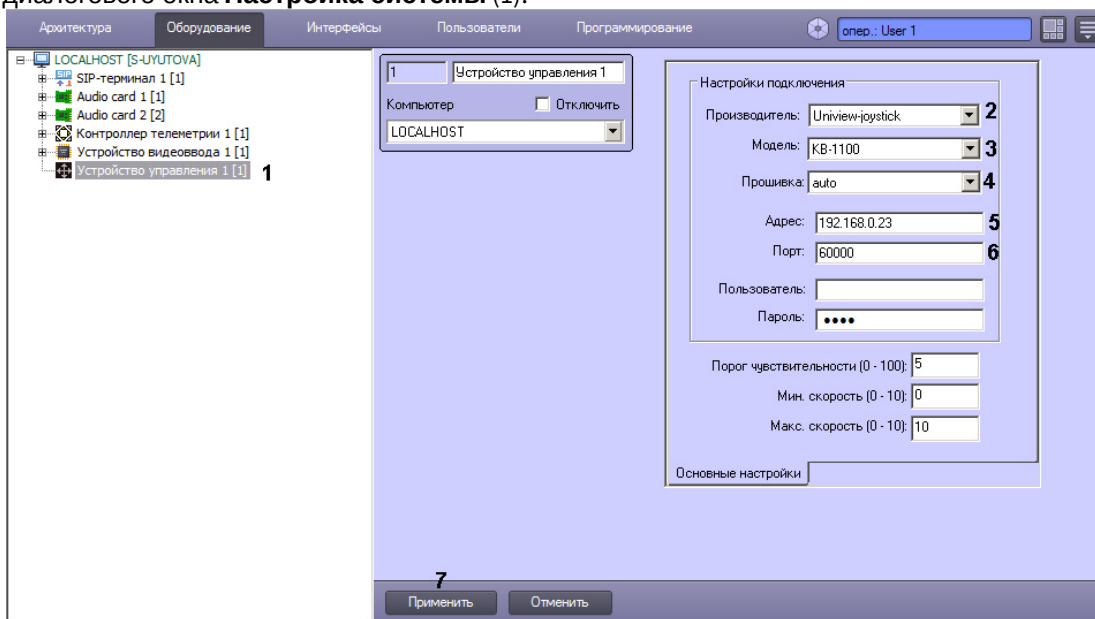 диалогового окна Настройка системы (1).
Архитектура Оборудование Интерфейсы Пользователи Программирование опер.: User 1
LOCALHOST [S-UYUTOVA]
SIP-терминал 1 [1]
Audio card 1 [1]
Audio card 2 [2]
Контроллер телеметрии 1 [1]
Устройство видеоввода 1 [1]
Устройство управления 1 [1] 1
1 Устройство управления 1
Компьютер Отключить
LOCALHOST
Настройки подключения
Производитель: Uniview-joystick 2
Модель: KB-1100 3
Прошивка: auto 4
Адрес: 192.168.0.23 5
Порт: 60000 6
Пользователь:
Пароль: ••••
Порог чувствительности (0 - 100): 5
Мин. скорость (0 - 10): 0
Макс. скорость (0 - 10): 10
Основные настройки
7
Применить Отменить